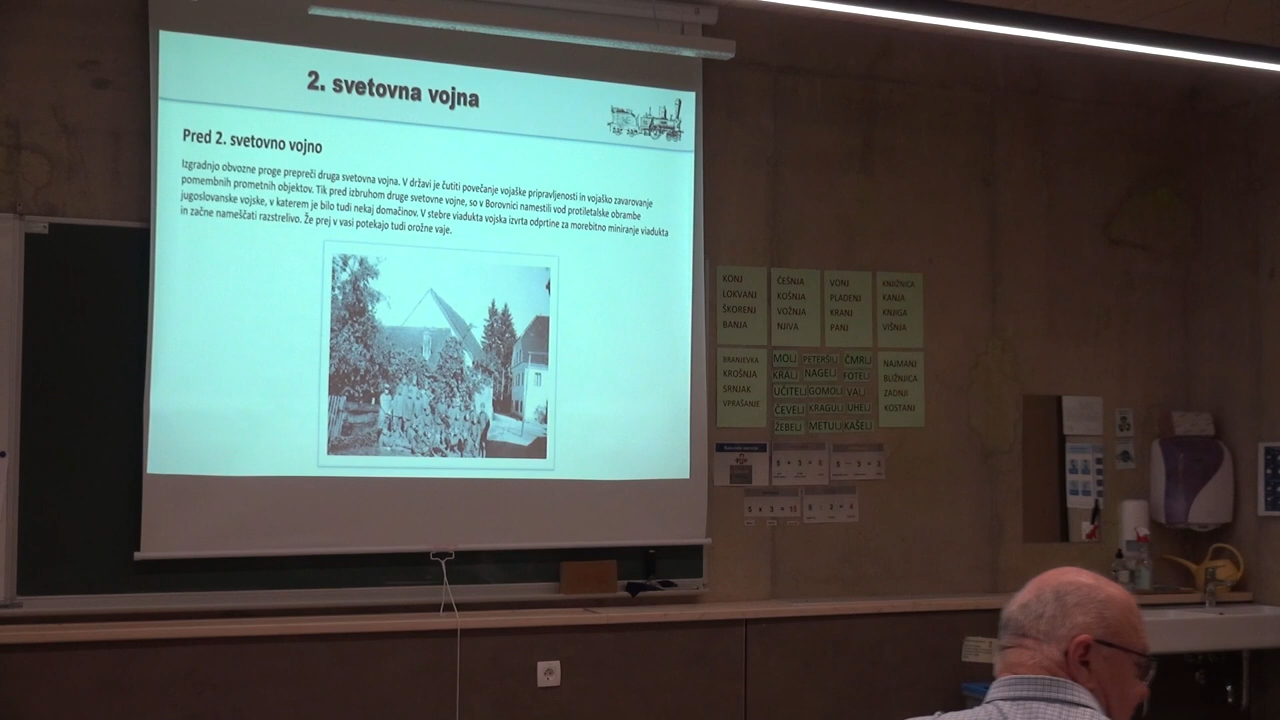 2. svetovna vojna
Pred 2. svetovno vojno
Izgradnjo obvozne proge prepreči druga svetovna vojna. V državi je čutiti povečanje vojaške pripravljenosti in vojaško zavarovanje
pomembnih prometnih objektov. Tik pred izbruhom druge svetovne vojne, so v Borovnici namestili vod protiletalske obrambe
jugoslovanske vojske, v katerem je bilo tudi nekaj domačinov. V stebre viadukta vojska izvrta odprtine za morebitno miniranje viadukta
in začne nameščati razstrelivo. Že prej v vasi potekajo tudi orožne vaje.
KONJ
LOKVANJ
ŠKORENJ
BANJA
ČEŠNJA
KOŠNJA
VOŽNJA
NJIVA
VONJ
PLADENJ
KRANJ
PANJ
KNJIŽNICA
KANJA
KNJIGA
VIŠNJA
BRANJEVKA
KROŠNJA
SRNJAK
VPRAŠANJE
MOLJ PETERŠILJ ČMRLJ
KRALJ NAGELJ FOTELJ
UČITELJ GOMOLJ VALJ
ČEVELJ KRAGULJ UHELJ
ŽEBELJ METULJ KAŠELJ
NAJMANJ
BUŽNJICA
ZADNJI
KOSTANJ
5 x 3 = 15